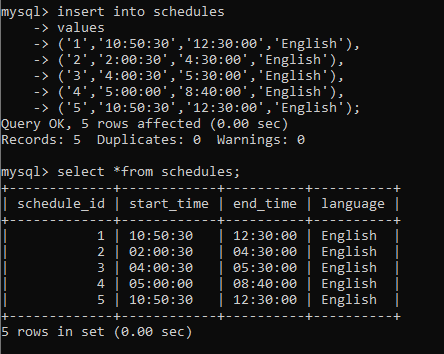 mysql> insert into schedules
    -> values
    -> ('1','10:50:30','12:30:00','English'),
    -> ('2','2:00:30','4:30:00','English'),
    -> ('3','4:00:30','5:30:00','English'),
    -> ('4','5:00:00','8:40:00','English'),
    -> ('5','10:50:30','12:30:00','English');
Query OK, 5 rows affected (0.00 sec)
Records: 5  Duplicates: 0  Warnings: 0

mysql> select *from schedules;
+-------------+------------+----------+----------+
| schedule_id | start_time | end_time | language |
+-------------+------------+----------+----------+
|           1 | 10:50:30   | 12:30:00 | English  |
|           2 | 02:00:30   | 04:30:00 | English  |
|           3 | 04:00:30   | 05:30:00 | English  |
|           4 | 05:00:00   | 08:40:00 | English  |
|           5 | 10:50:30   | 12:30:00 | English  |
+-------------+------------+----------+----------+
5 rows in set (0.00 sec)